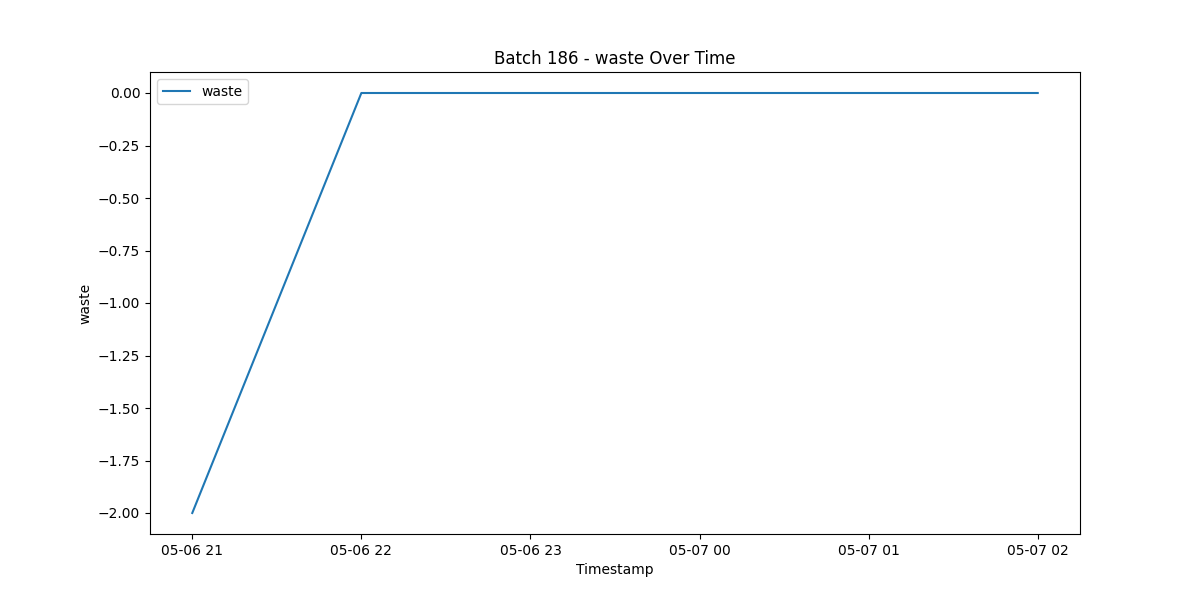 Batch 186 - waste Over Time
waste
0.00
−0.25
−0.50
−0.75
−1.00
−1.25
−1.50
−1.75
−2.00
waste
05-06 21 05-06 22 05-06 23 05-07 00 05-07 01 05-07 02
Timestamp